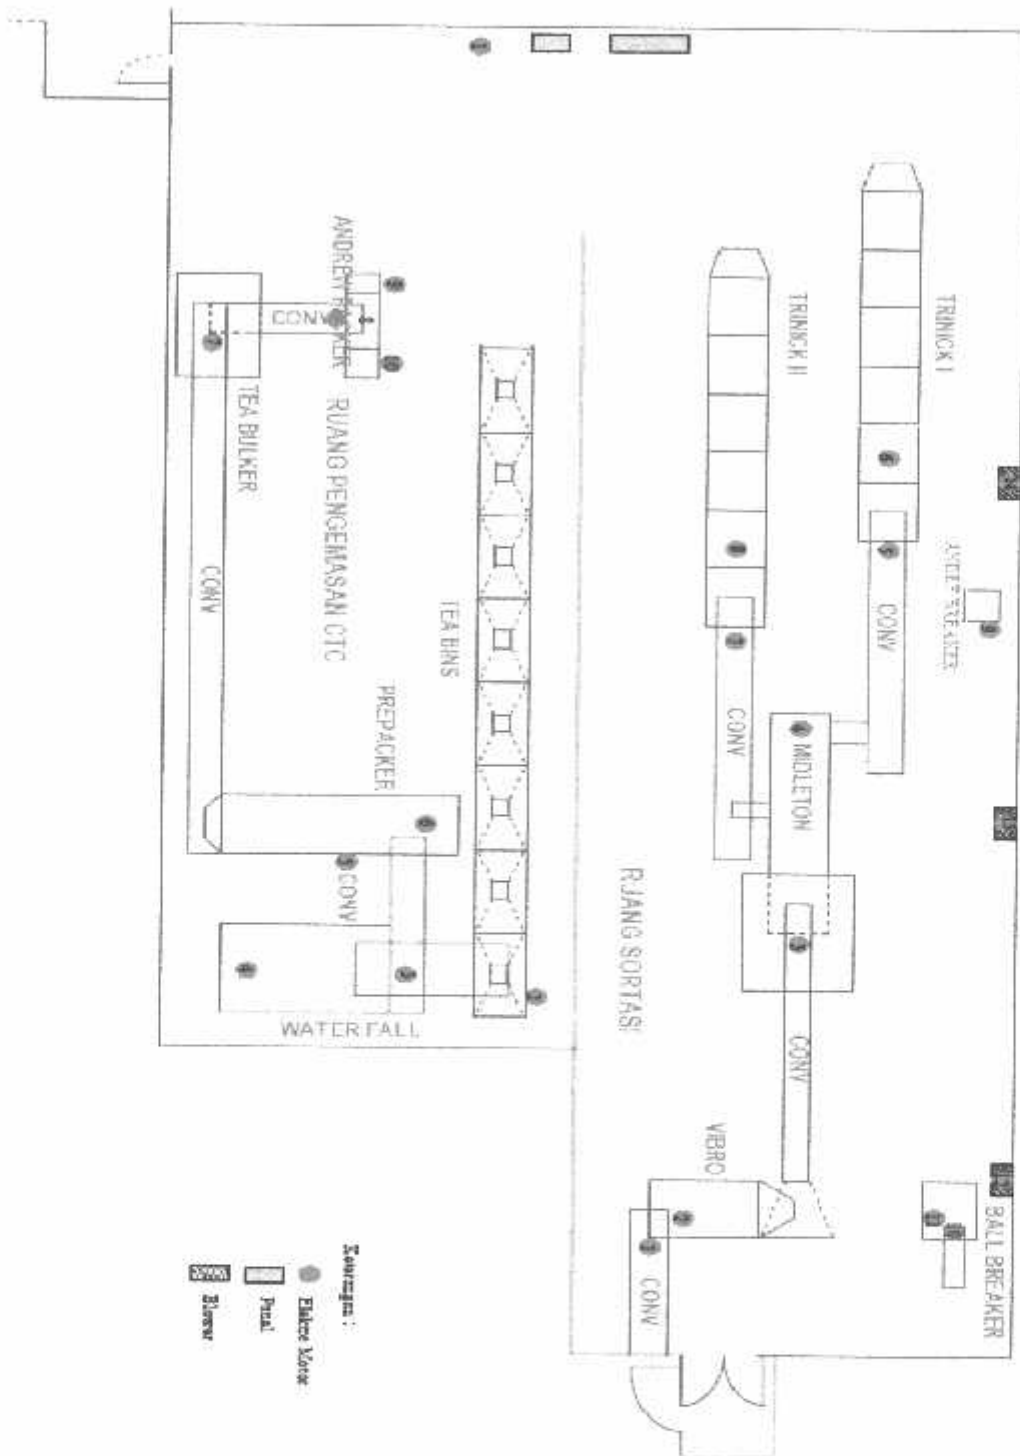 TRINICK I
TRINICK II
CONV
CONV
MIDLETON
CONV
BALL BREAKER
VIBRO
CONV
RUANG SORTASI
TEA BINS
ANDREW
CONV
RUANG PENGEMASAN CTC
PREPACKER
TEA BULKER
CONV
CONV
WATER FALL
Keterangan :
Elektro Motor
Panel
Blower